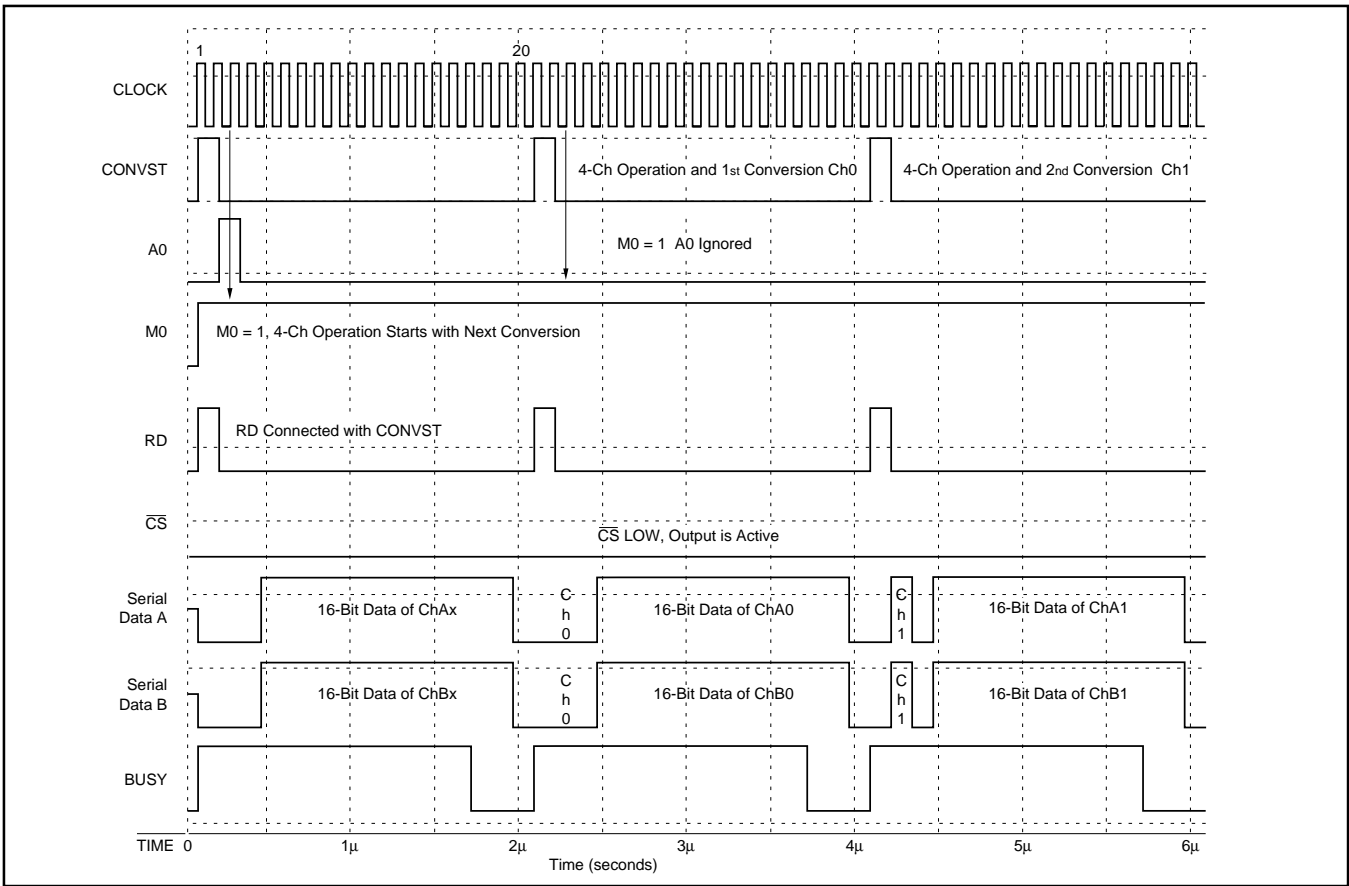 1 20
CLOCK
CONVST 4-Ch Operation and 1st Conversion Ch0 4-Ch Operation and 2nd Conversion Ch1
A0 M0 = 1 A0 Ignored
M0 M0 = 1, 4-Ch Operation Starts with Next Conversion
RD RD Connected with CONVST
CS
CS LOW, Output is Active
Serial Data A
16-Bit Data of ChAx
Ch0
16-Bit Data of ChA0
Ch1
16-Bit Data of ChA1
Serial Data B
16-Bit Data of ChBx
Ch0
16-Bit Data of ChB0
Ch1
16-Bit Data of ChB1
BUSY
TIME 0 1μ 2μ 3μ 4μ 5μ 6μ
Time (seconds)